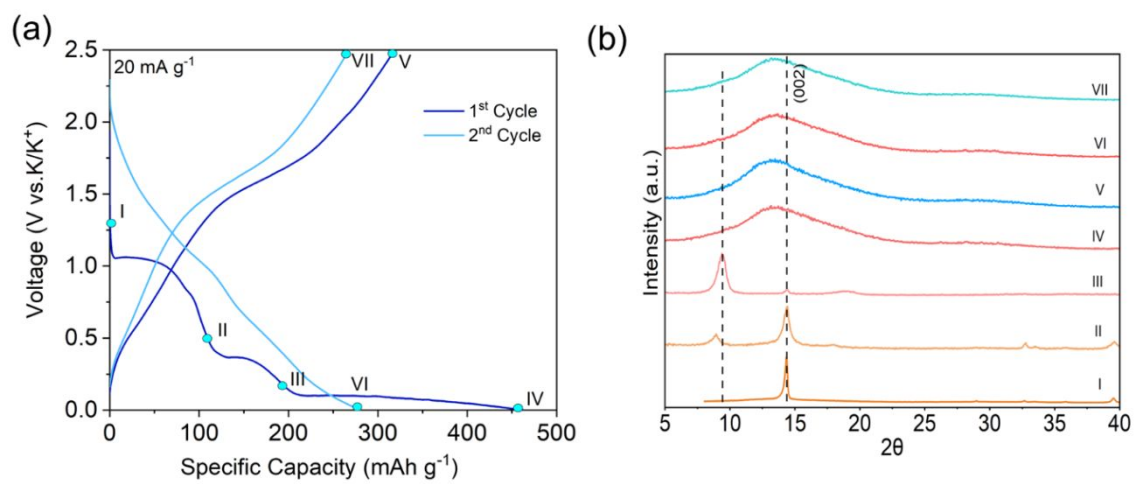 (a)
2.5
2.0
1.5
1.0
0.5
0.0
0
100
200
300
400
500
Voltage (V vs.K/K⁺)
Specific Capacity (mAh g⁻¹)
20 mA g⁻¹
VII
V
1ˢᵗ Cycle
2ⁿᵈ Cycle
I
II
III
VI
IV
(b)
Intensity (a.u.)
(002)
VII
VI
V
IV
III
II
I
5
10
15
20
25
30
35
40
2θ